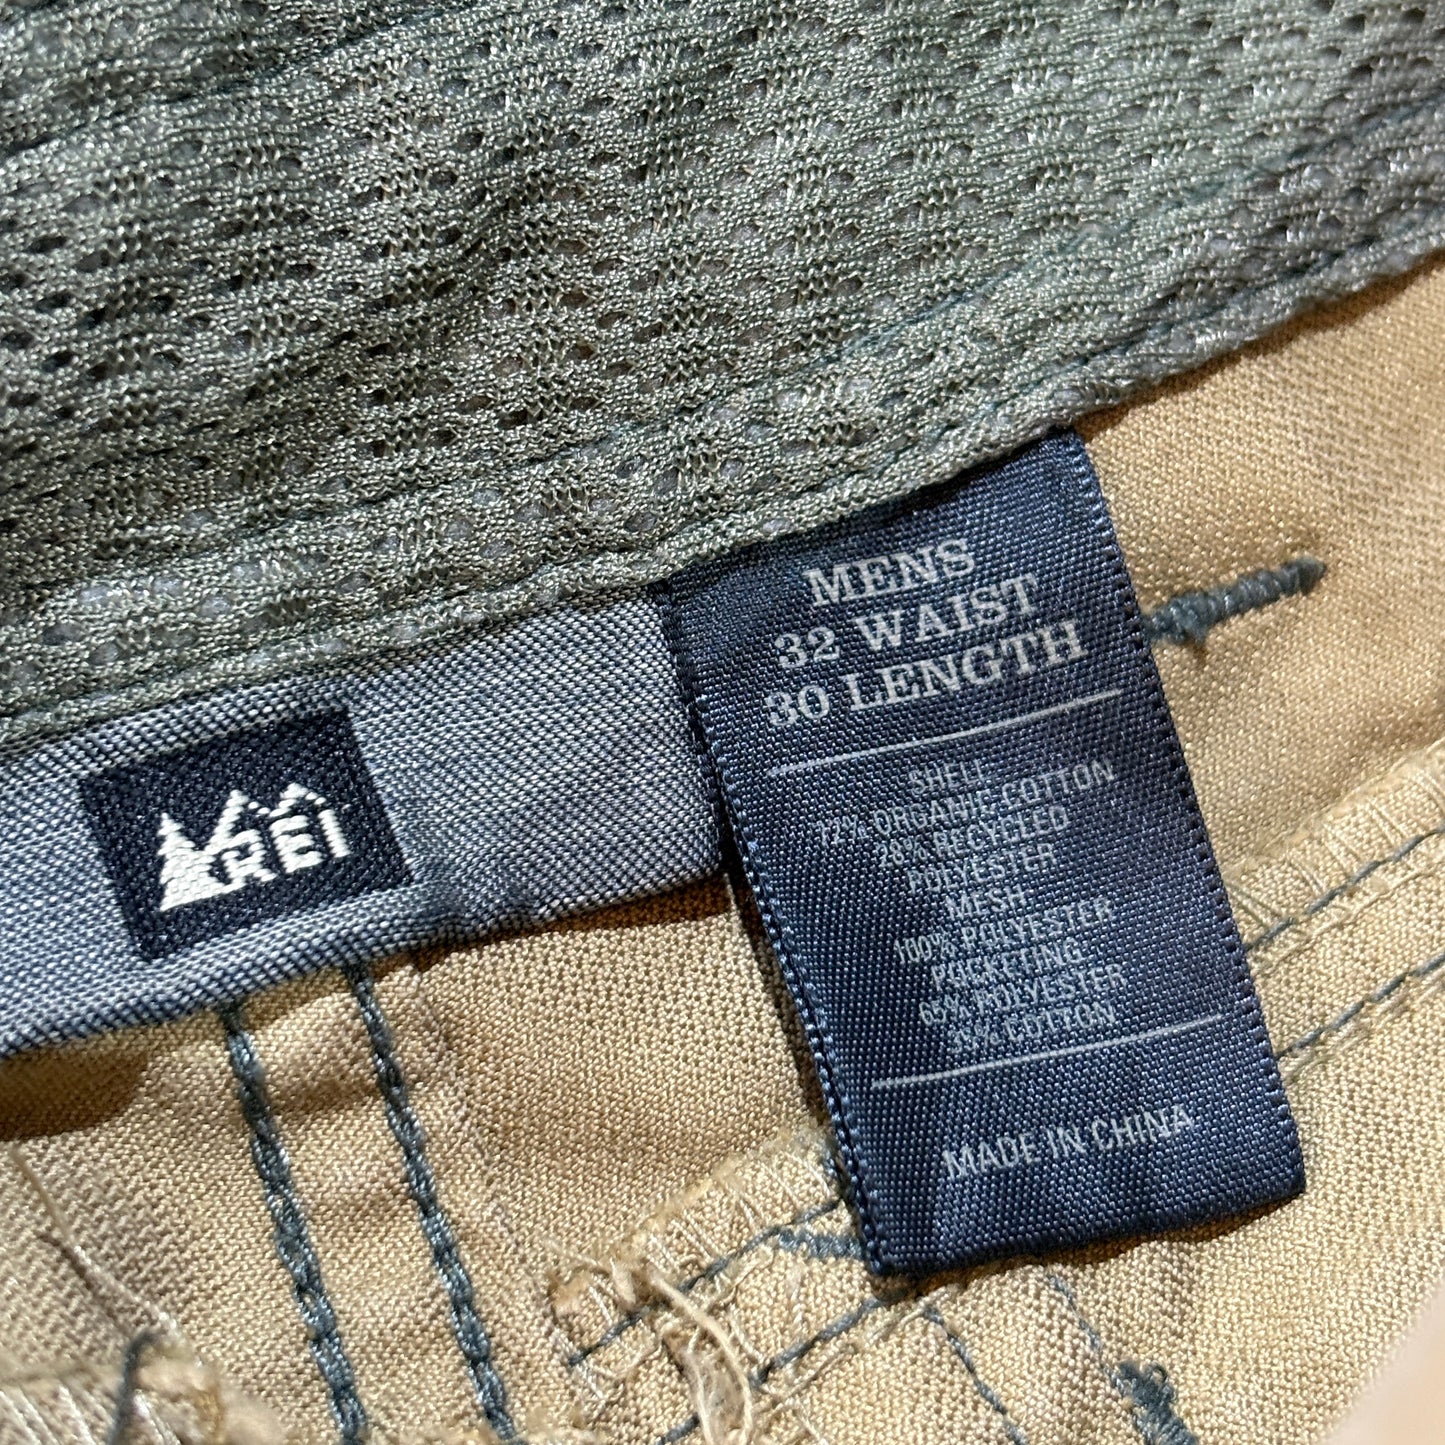 REI
MENS
32 WAIST
30 LENGTH
SHELL
72% ORGANIC COTTON
28% RECYCLED
POLYESTER
MESH
100% POLYESTER
POCKETING
65% POLYESTER
35% COTTON
MADE IN CHINA